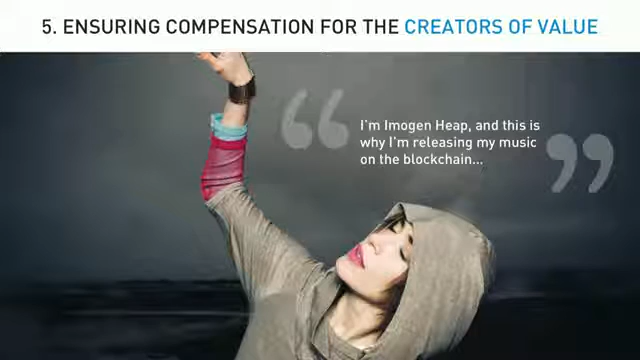 5. ENSURING COMPENSATION FOR THE CREATORS OF VALUE
“I'm Imogen Heap, and this is
why I'm releasing my music
on the blockchain...”